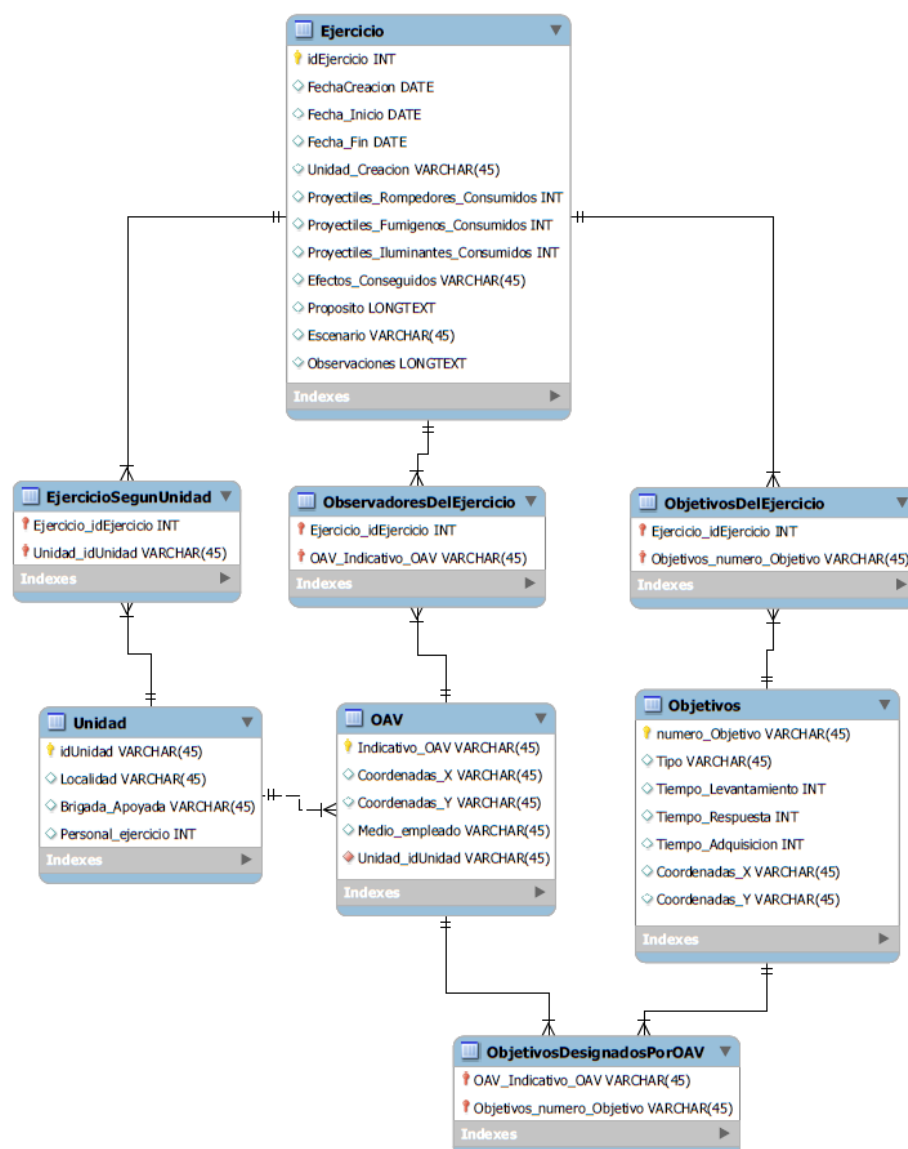 Ejercicio
idEjercicio INT
FechaCreacion DATE
Fecha_Inicio DATE
Fecha_Fin DATE
Unidad_Creacion VARCHAR(45)
Proyectiles_Rompedores_Consumidos INT
Proyectiles_Fumigenos_Consumidos INT
Proyectiles_Iluminantes_Consumidos INT
Efectos_Conseguidos VARCHAR(45)
Proposito LONGTEXT
Escenario VARCHAR(45)
Observaciones LONGTEXT
Indexes
EjercicioSegunUnidad
Ejercicio_idEjercicio INT
Unidad_idUnidad VARCHAR(45)
Indexes
ObservadoresDelEjercicio
Ejercicio_idEjercicio INT
OAV_Indicativo_OAV VARCHAR(45)
Indexes
ObjetivosDelEjercicio
Ejercicio_idEjercicio INT
Objetivos_numero_Objetivo VARCHAR(45)
Indexes
Unidad
idUnidad VARCHAR(45)
Localidad VARCHAR(45)
Brigada_Apoyada VARCHAR(45)
Personal_ejercicio INT
Indexes
OAV
Indicativo_OAV VARCHAR(45)
Coordenadas_X VARCHAR(45)
Coordenadas_Y VARCHAR(45)
Medio_empleado VARCHAR(45)
Unidad_idUnidad VARCHAR(45)
Indexes
Objetivos
numero_Objetivo VARCHAR(45)
Tipo VARCHAR(45)
Tiempo_Levantamiento INT
Tiempo_Respuesta INT
Tiempo_Adquisicion INT
Coordenadas_X VARCHAR(45)
Coordenadas_Y VARCHAR(45)
Indexes
ObjetivosDesignadosPorOAV
OAV_Indicativo_OAV VARCHAR(45)
Objetivos_numero_Objetivo VARCHAR(45)
Indexes